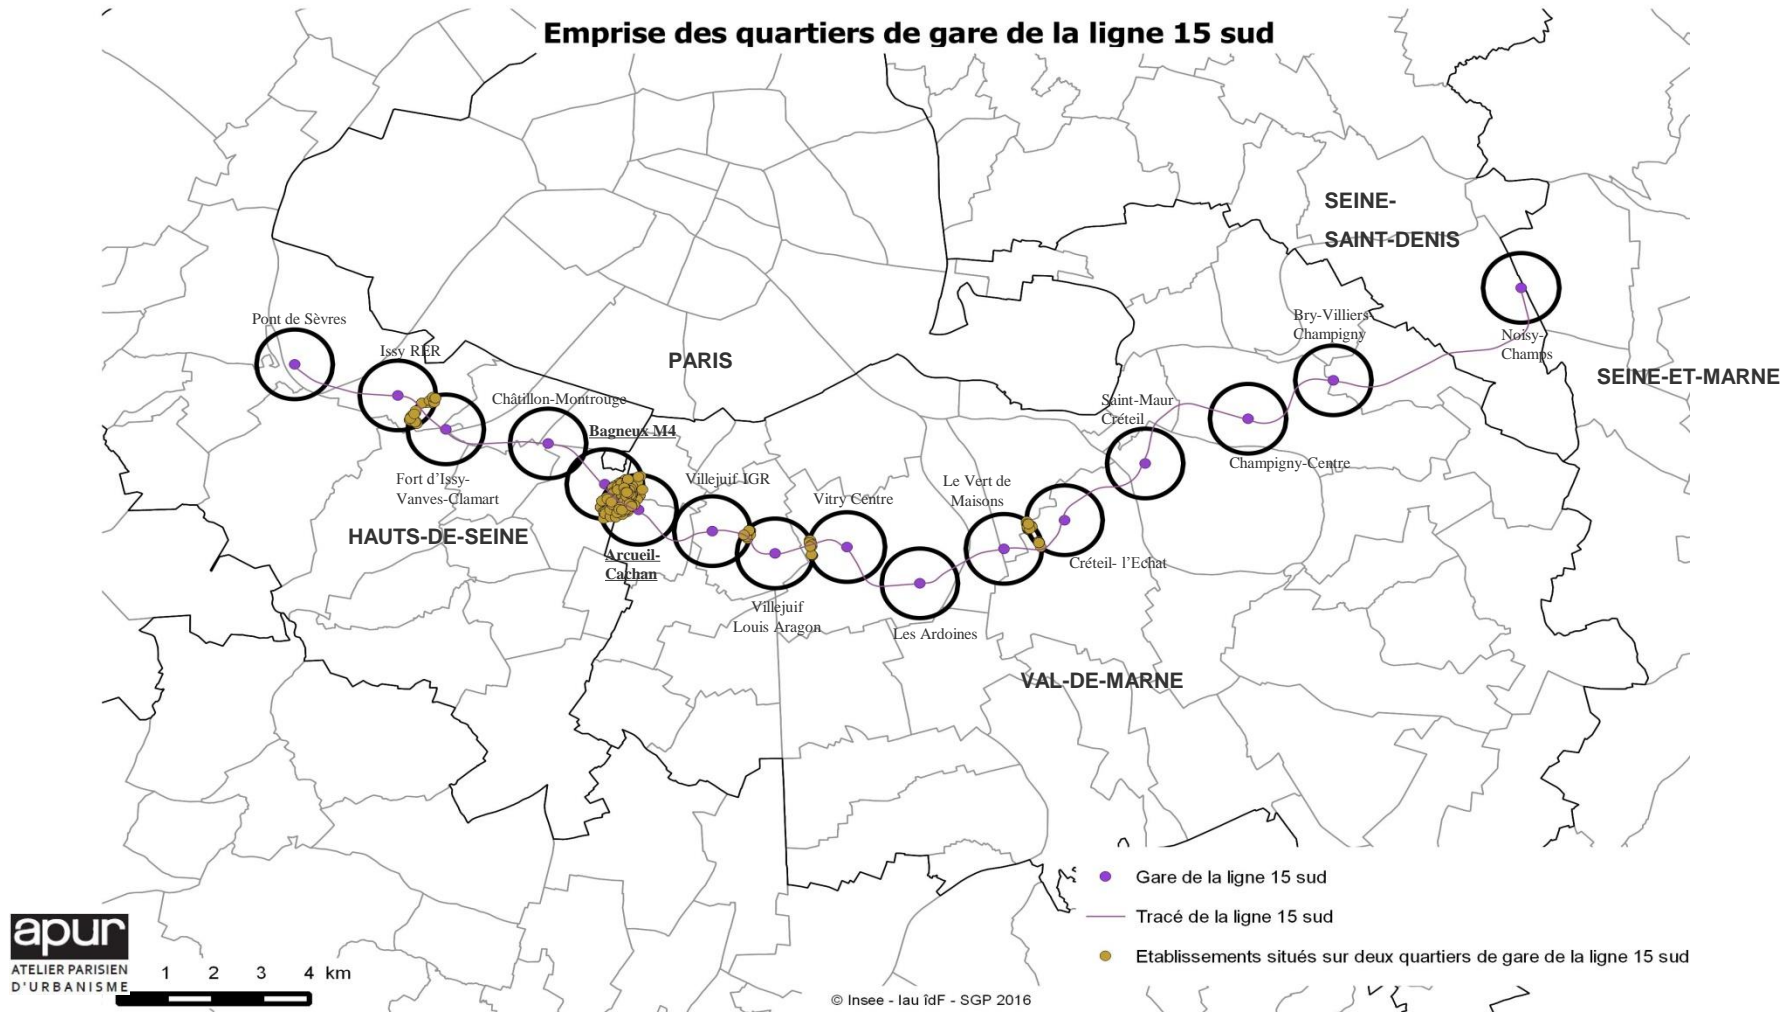 Emprise des quartiers de gare de la ligne 15 sud
SEINE-
SAINT-DENIS
Pont de Sèvres
Issy RER
Bry-Villiers-
Champigny
Noisy-
Champs
PARIS
SEINE-ET-MARNE
Châtillon-Montrouge
Bagneux M4
Saint-Maur
Créteil
Champigny-Centre
Fort d'Issy-
Vanves-Clamart
Villejuif IGR
Vitry Centre
Le Vert de
Maisons
HAUTS-DE-SEINE
Arcueil-
Cachan
Créteil- l'Echat
Villejuif
Louis Aragon
Les Ardoines
VAL-DE-MARNE
Gare de la ligne 15 sud
Tracé de la ligne 15 sud
Etablissements situés sur deux quartiers de gare de la ligne 15 sud
apur
ATELIER PARISIEN
D'URBANISME
1 2 3 4 km
© Insee - Iau îdF - SGP 2016